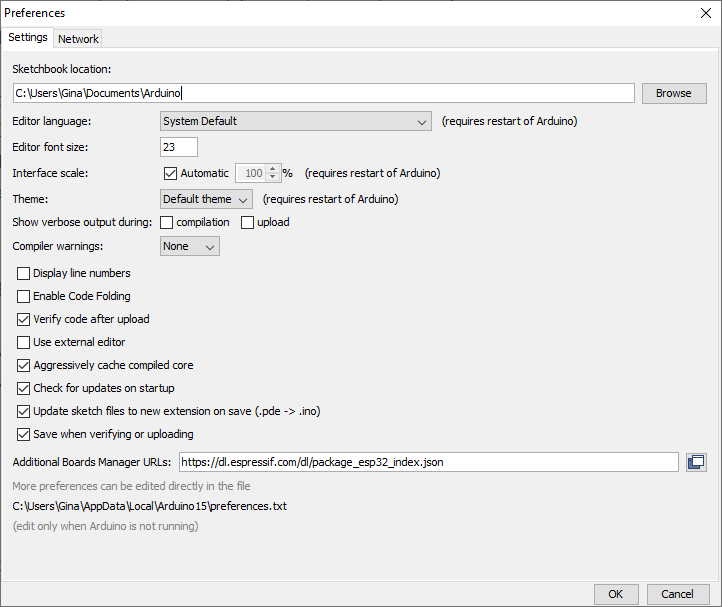 Preferences
Settings Network
Sketchbook location:
C:\Users\Gina\Documents\Arduino Browse
Editor language: System Default (requires restart of Arduino)
Editor font size: 23
Interface scale: Automatic 100 % (requires restart of Arduino)
Theme: Default theme (requires restart of Arduino)
Show verbose output during: compilation upload
Compiler warnings: None
Display line numbers
Enable Code Folding
Verify code after upload
Use external editor
Aggressively cache compiled core
Check for updates on startup
Update sketch files to new extension on save (.pde -> .ino)
Save when verifying or uploading
Additional Boards Manager URLs: https://dl.espressif.com/dl/package_esp32_index.json
More preferences can be edited directly in the file
C:\Users\Gina\AppData\Local\Arduino15\preferences.txt
(edit only when Arduino is not running)
OK Cancel